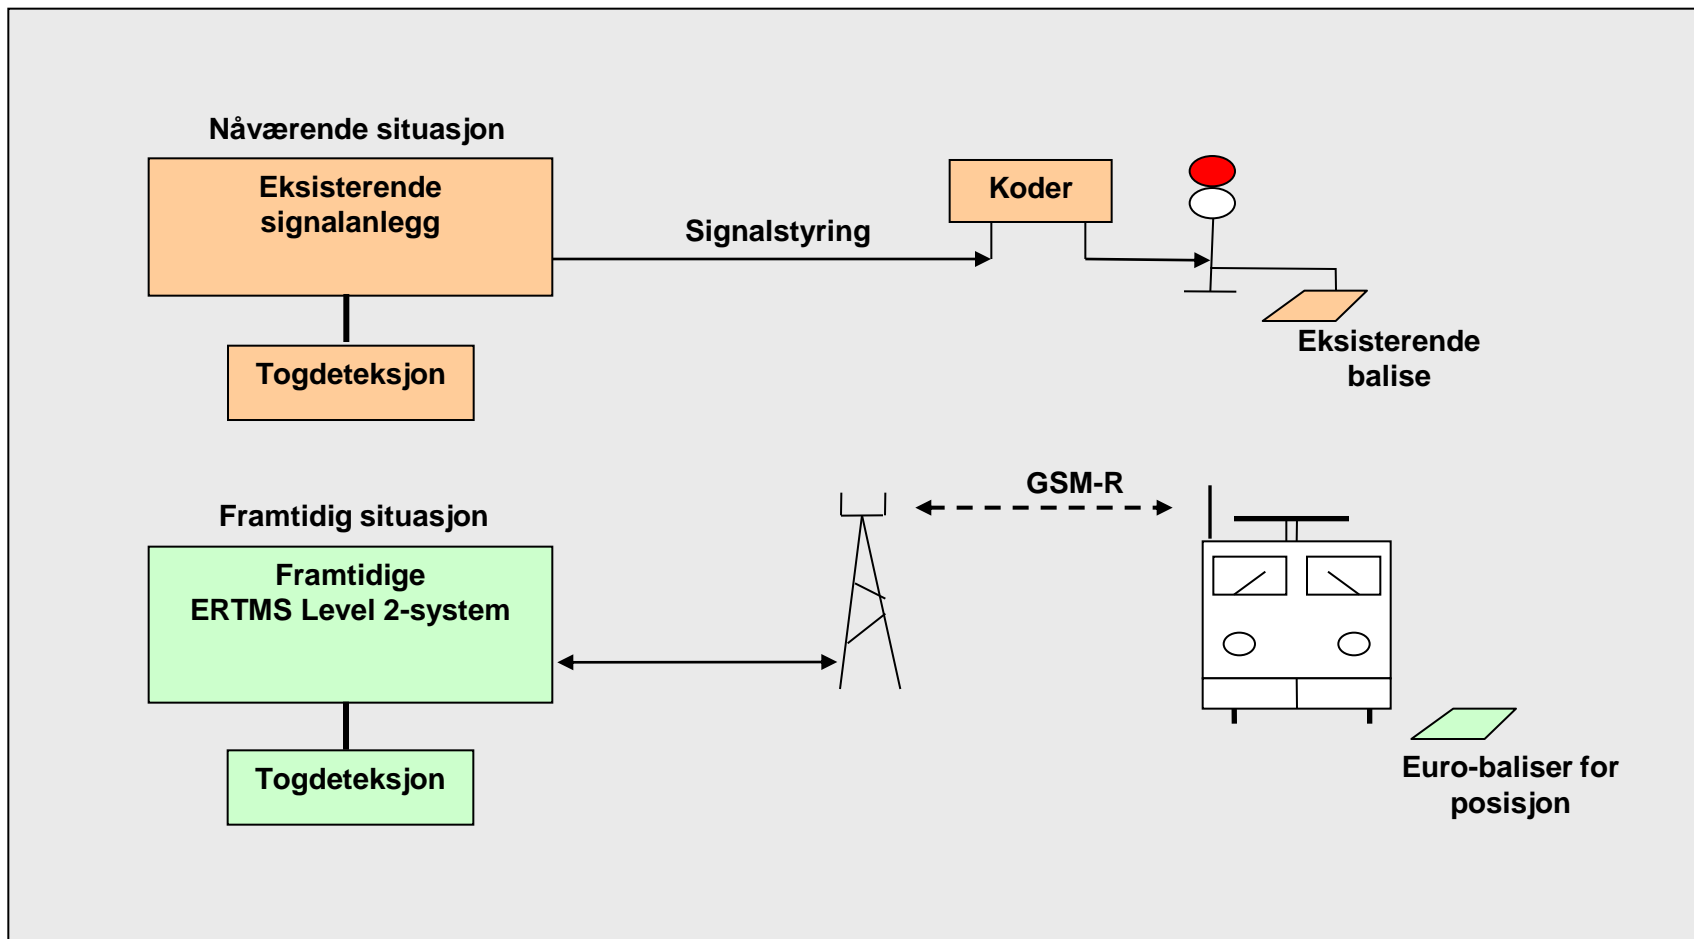 Nåværende situasjon
Eksisterende
signalanlegg
Signalstyring
Koder
Togdeteksjon
Eksisterende
balise
Framtidig situasjon
Framtidige
ERTMS Level 2-system
GSM-R
Togdeteksjon
Euro-baliser for
posisjon